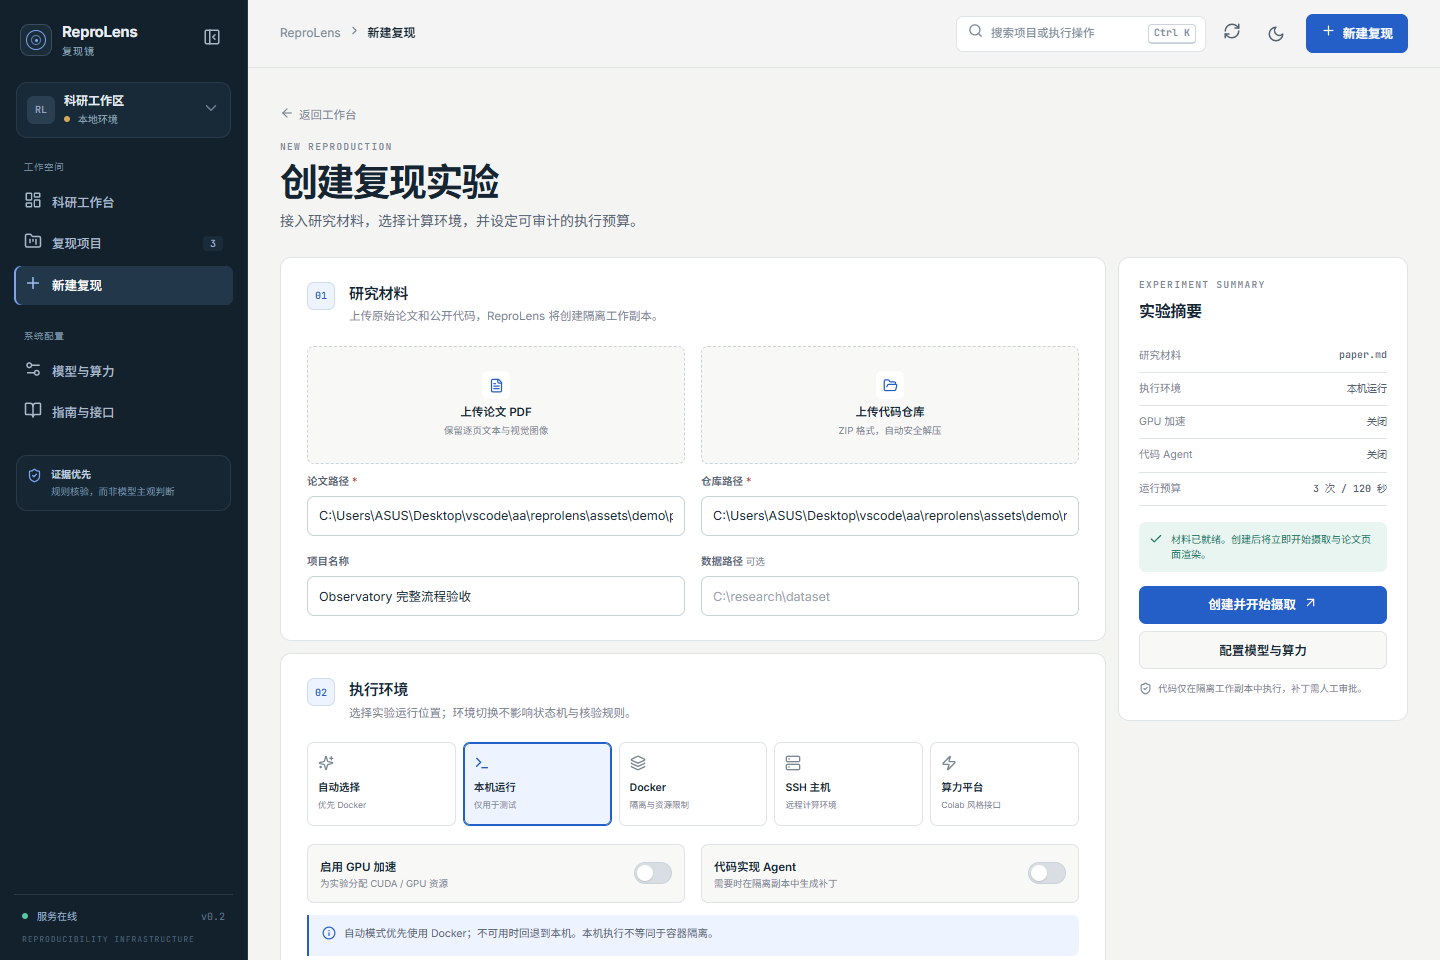 ReproLens
复现镜
RL
科研工作区
本地环境
工作空间
科研工作台
复现项目
3
新建复现
系统配置
模型与算力
指南与接口
证据优先
规则核验，而非模型主观判断
服务在线
v0.2
REPRODUCIBILITY INFRASTRUCTURE
ReproLens
新建复现
搜索项目或执行操作
Ctrl K
新建复现
返回工作台
NEW REPRODUCTION
创建复现实验
接入研究材料，选择计算环境，并设定可审计的执行预算。
01
研究材料
上传原始论文和公开代码，ReproLens 将创建隔离工作副本。
上传论文 PDF
保留逐页文本与视觉图像
上传代码仓库
ZIP 格式，自动安全解压
论文路径 *
C:\Users\ASUS\Desktop\vscode\aa\reprolens\assets\demo\p
仓库路径 *
C:\Users\ASUS\Desktop\vscode\aa\reprolens\assets\demo\r
项目名称
Observatory 完整流程验收
数据路径 可选
C:\research\dataset
02
执行环境
选择实验运行位置；环境切换不影响状态机与核验规则。
自动选择
优先 Docker
本机运行
仅用于测试
Docker
隔离与资源限制
SSH 主机
远程计算环境
算力平台
Colab 风格接口
启用 GPU 加速
为实验分配 CUDA / GPU 资源
代码实现 Agent
需要时在隔离副本中生成补丁
自动模式优先使用 Docker；不可用时回退到本机。本机执行不等同于容器隔离。
EXPERIMENT SUMMARY
实验摘要
研究材料
paper.md
执行环境
本机运行
GPU 加速
关闭
代码 Agent
关闭
运行预算
3 次 / 120 秒
材料已就绪。创建后将立即开始摄取与论文页
面渲染。
创建并开始摄取
配置模型与算力
代码仅在隔离工作副本中执行，补丁需人工审批。